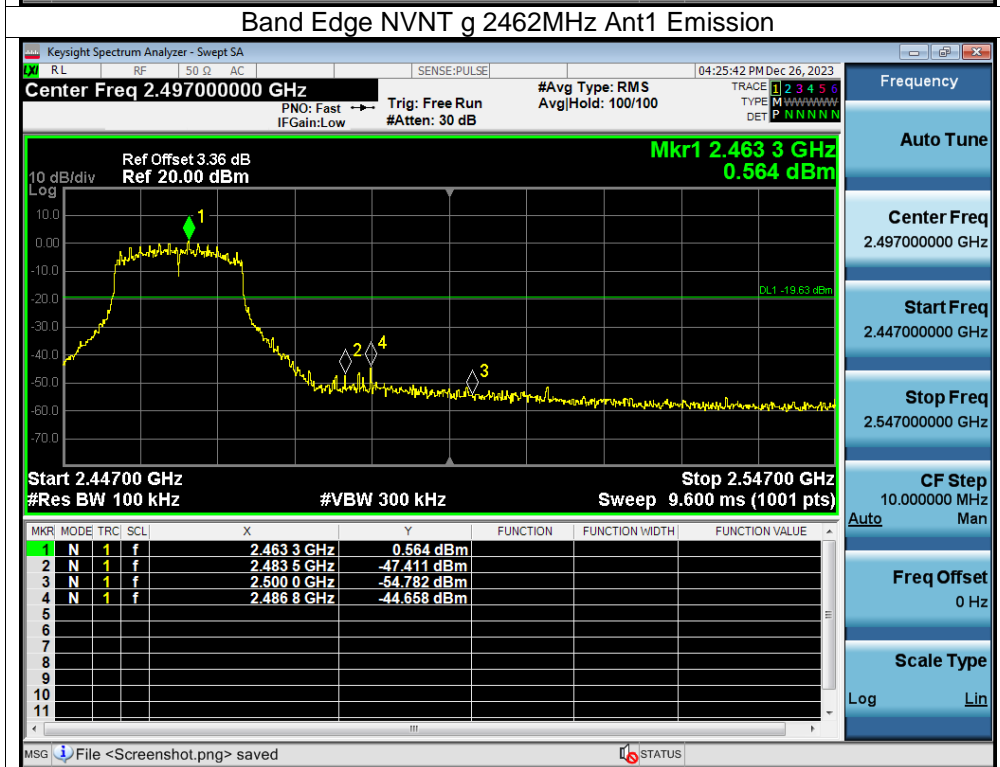 Band Edge NVNT g 2462MHz Ant1 Emission
Keysight Spectrum Analyzer - Swept SA
LXI RL RF 50 Ω AC SENSE:PULSE 04:25:42 PM Dec 26, 2023
Center Freq 2.497000000 GHz #Avg Type: RMS TRACE 1 2 3 4 5 6
PNO: Fast Trig: Free Run Avg|Hold: 100/100 TYPE M WWWWW
IFGain:Low #Atten: 30 dB DET P N N N N N
Mkr1 2.463 3 GHz
0.564 dBm
Ref Offset 3.36 dB
10 dB/div Ref 20.00 dBm
Log
10.0
0.00
-10.0
-20.0
-30.0
-40.0
-50.0
-60.0
-70.0
1
DL1 -19.63 dBm
2
4
3
Start 2.44700 GHz Stop 2.54700 GHz
#Res BW 100 kHz #VBW 300 kHz Sweep 9.600 ms (1001 pts)
MKR MODE TRC SCL X Y FUNCTION FUNCTION WIDTH FUNCTION VALUE
1 N 1 f 2.463 3 GHz 0.564 dBm
2 N 1 f 2.483 5 GHz -47.411 dBm
3 N 1 f 2.500 0 GHz -54.782 dBm
4 N 1 f 2.486 8 GHz -44.658 dBm
5
6
7
8
9
10
11
MSG File <Screenshot.png> saved STATUS
Frequency
Auto Tune
Center Freq
2.497000000 GHz
Start Freq
2.447000000 GHz
Stop Freq
2.547000000 GHz
CF Step
10.000000 MHz
Auto Man
Freq Offset
0 Hz
Scale Type
Log Lin